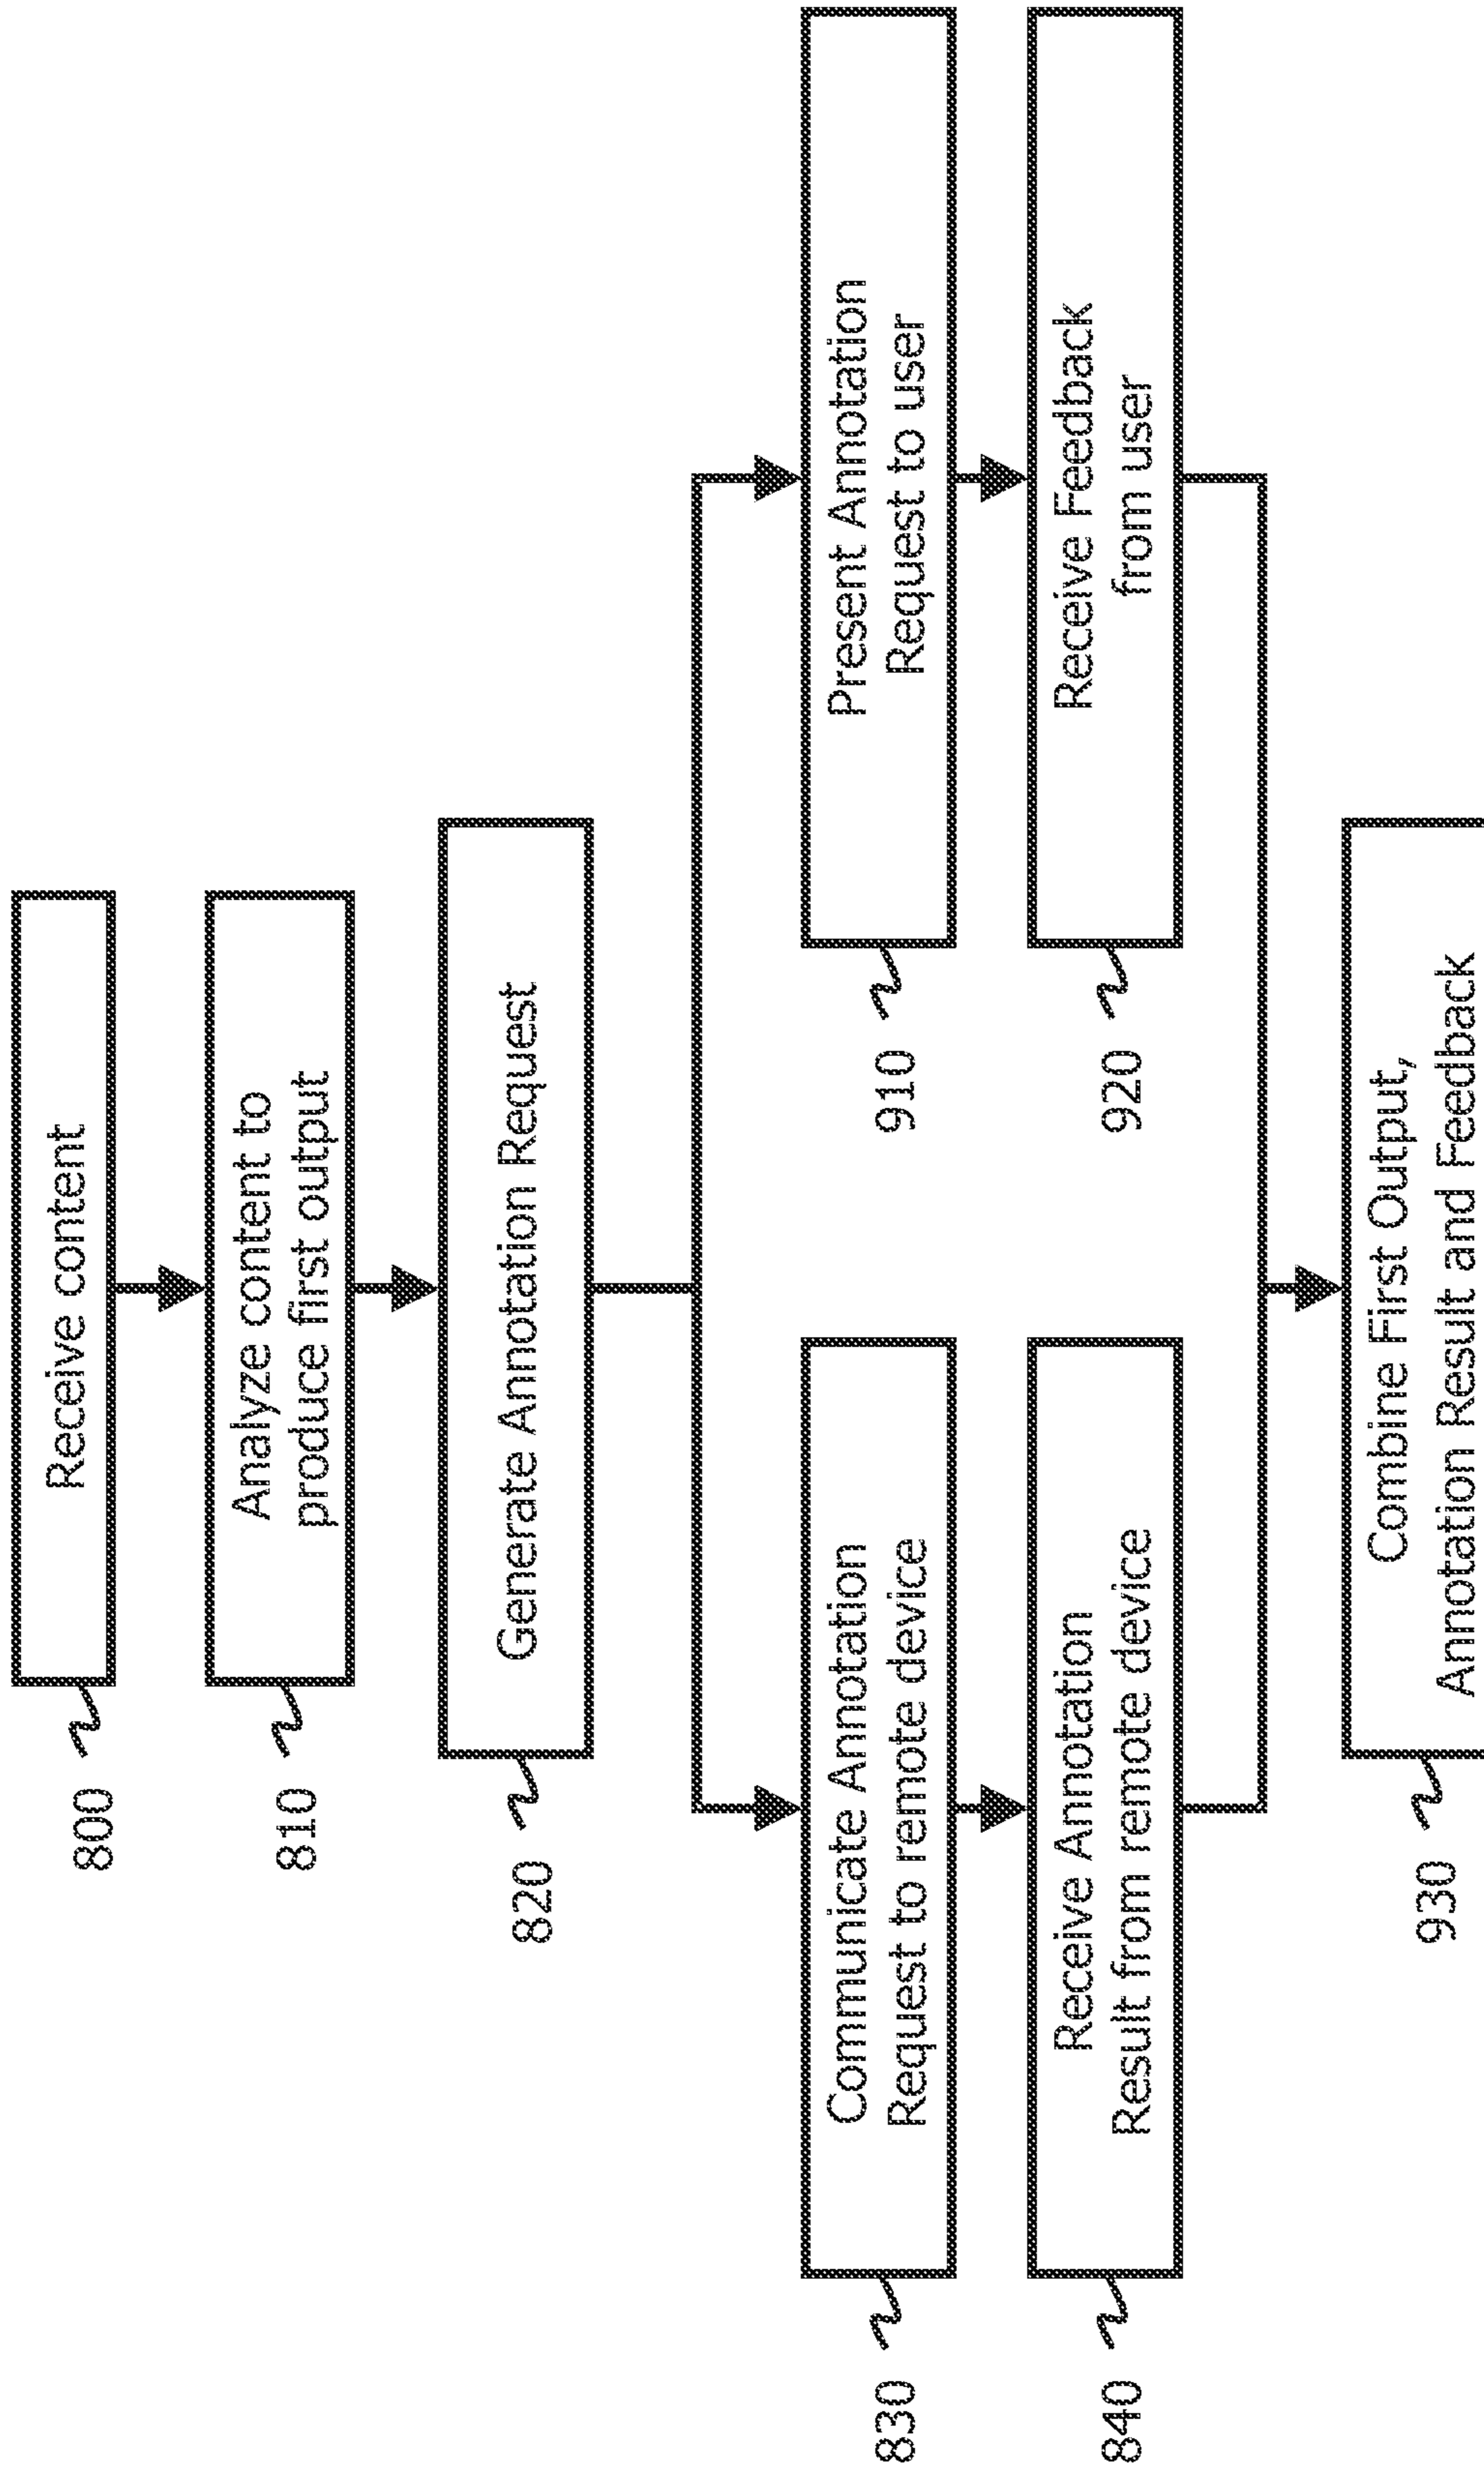 800
Receive content
810
Analyze content to
produce first output
820
Generate Annotation Request
830
Communicate Annotation
Request to remote device
840
Receive Annotation
Result from remote device
910
Present Annotation
Request to user
920
Receive Feedback
from user
930
Combine First Output,
Annotation Result and Feedback